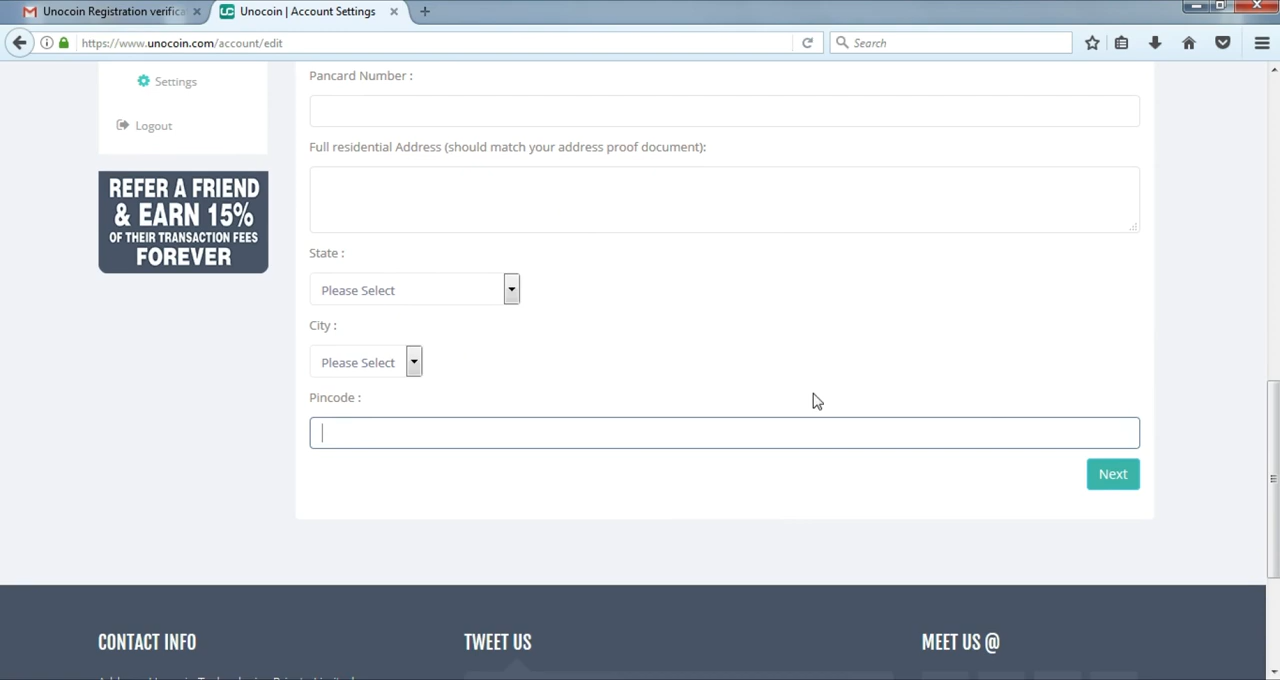 Unocoin Registration verifica
Unocoin | Account Settings
https://www.unocoin.com/account/edit
Search
Settings
Logout
REFER A FRIEND
& EARN 15%
OF THEIR TRANSACTION FEES
FOREVER
Pancard Number :
Full residential Address (should match your address proof document):
State :
Please Select
City :
Please Select
Pincode :
Next
CONTACT INFO
TWEET US
MEET US @